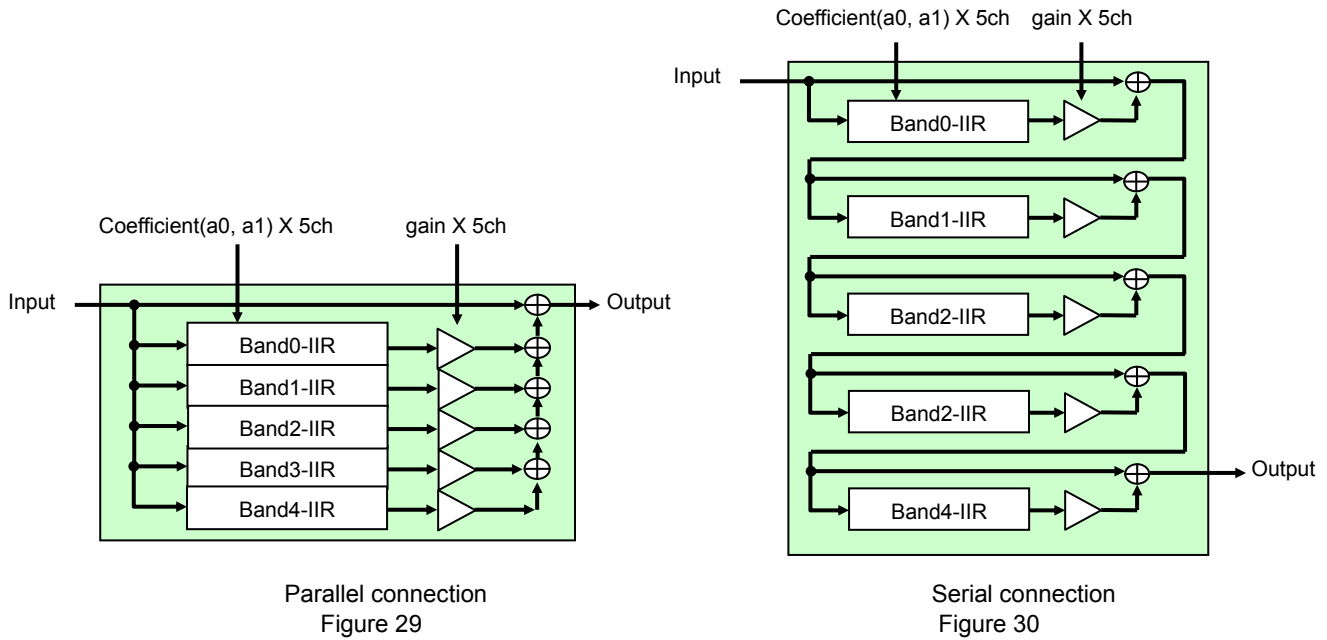 Coefficient(a0, a1) X 5ch gain X 5ch
Input Output
Band0-IIR
Band1-IIR
Band2-IIR
Band3-IIR
Band4-IIR
Parallel connection
Figure 29
Coefficient(a0, a1) X 5ch gain X 5ch
Input
Band0-IIR
Band1-IIR
Band2-IIR
Band2-IIR
Output
Band4-IIR
Serial connection
Figure 30